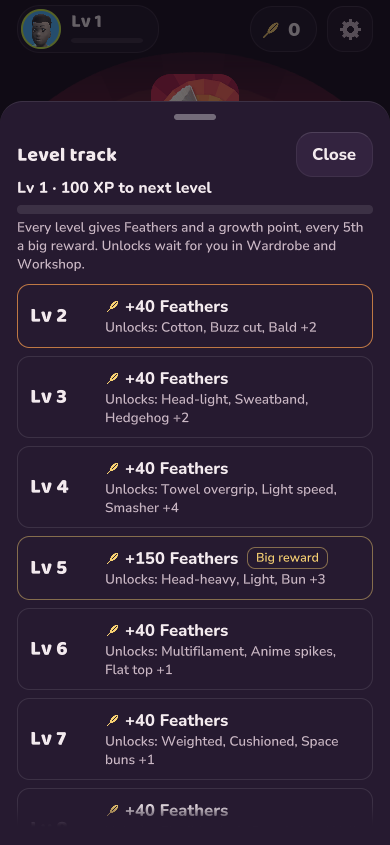 Lv 1
0
Level track
Close
Lv 1 · 100 XP to next level
Every level gives Feathers and a growth point, every 5th
a big reward. Unlocks wait for you in Wardrobe and
Workshop.
Lv 2
+40 Feathers
Unlocks: Cotton, Buzz cut, Bald +2
Lv 3
+40 Feathers
Unlocks: Head-light, Sweatband,
Hedgehog +2
Lv 4
+40 Feathers
Unlocks: Towel overgrip, Light speed,
Smasher +4
Lv 5
+150 Feathers Big reward
Unlocks: Head-heavy, Light, Bun +3
Lv 6
+40 Feathers
Unlocks: Multifilament, Anime spikes,
Flat top +1
Lv 7
+40 Feathers
Unlocks: Weighted, Cushioned, Space
buns +1
+40 Feathers